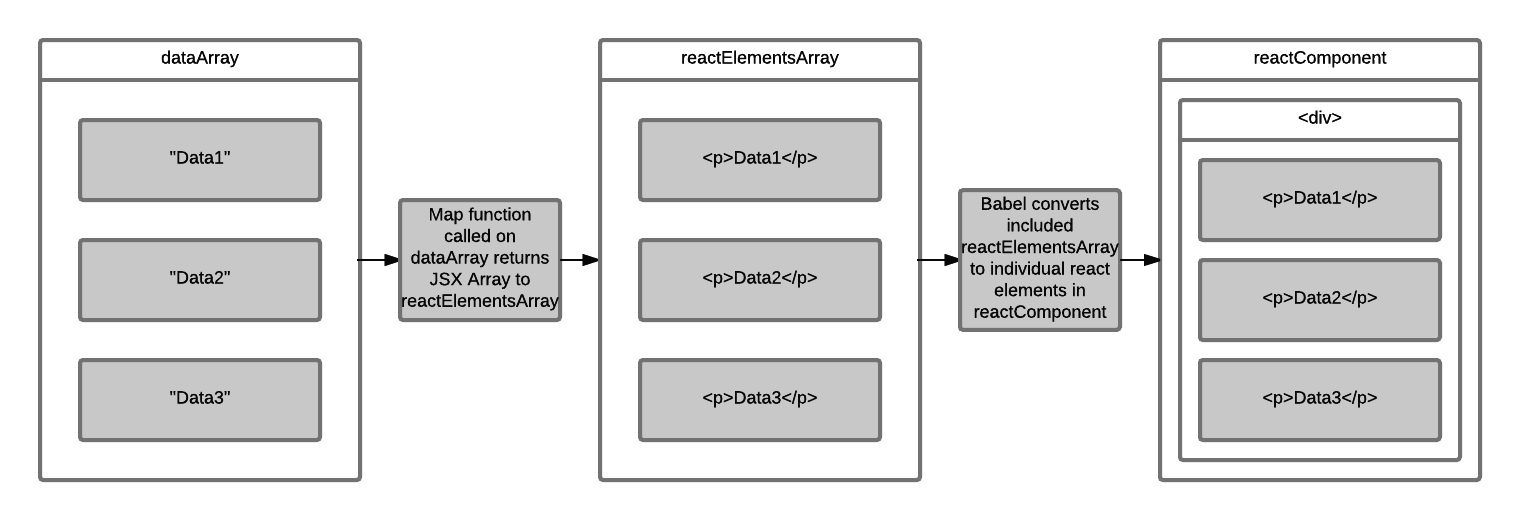 dataArray
"Data1"
"Data2"
"Data3"
Map function
called on
dataArray returns
JSX Array to
reactElementsArray
reactElementsArray
<p>Data1</p>
<p>Data2</p>
<p>Data3</p>
Babel converts
included
reactElementsArray
to individual react
elements in
reactComponent
reactComponent
<div>
<p>Data1</p>
<p>Data2</p>
<p>Data3</p>